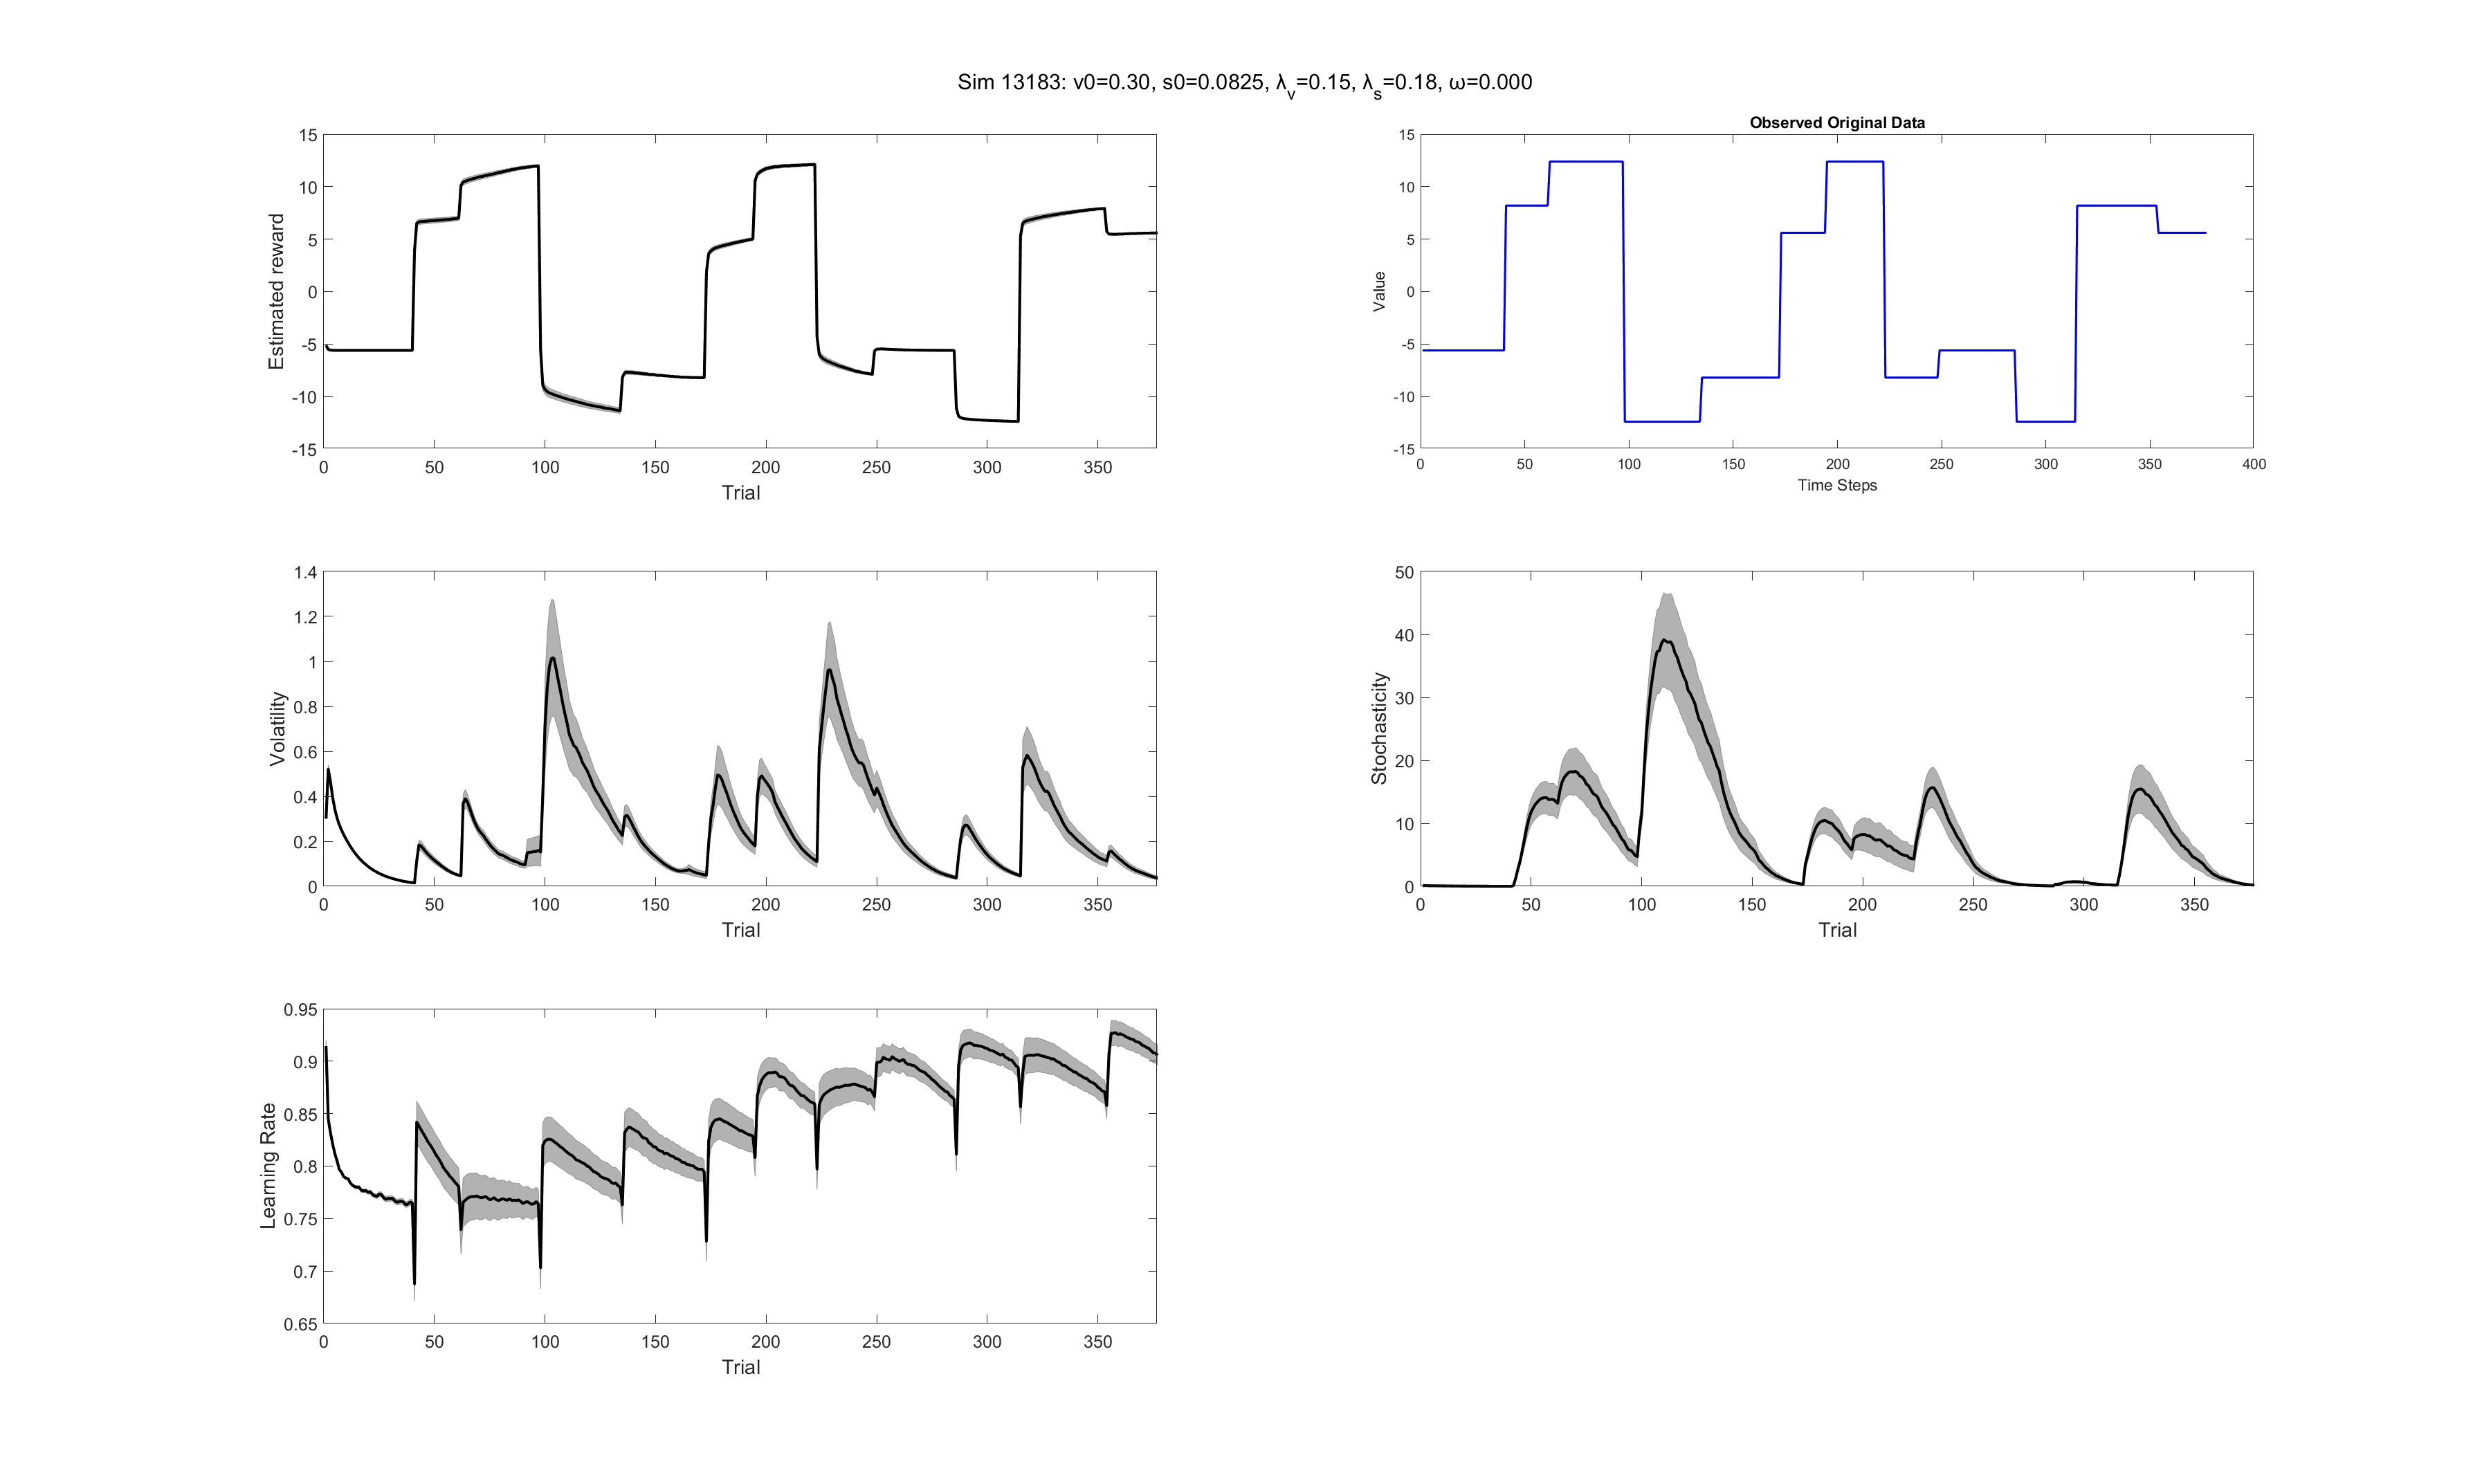 Sim 13183: v0=0.30, s0=0.0825, λ_v=0.15, λ_s=0.18, ω=0.000
15
10
5
0
-5
-10
-15
Estimated reward
0 50 100 150 200 250 300 350
Trial
Observed Original Data
15
10
5
0
-5
-10
-15
Value
0 50 100 150 200 250 300 350 400
Time Steps
1.4
1.2
1
0.8
0.6
0.4
0.2
0
Volatility
0 50 100 150 200 250 300 350
Trial
50
40
30
20
10
0
Stochasticity
0 50 100 150 200 250 300 350
Trial
0.95
0.9
0.85
0.8
0.75
0.7
0.65
Learning Rate
0 50 100 150 200 250 300 350
Trial